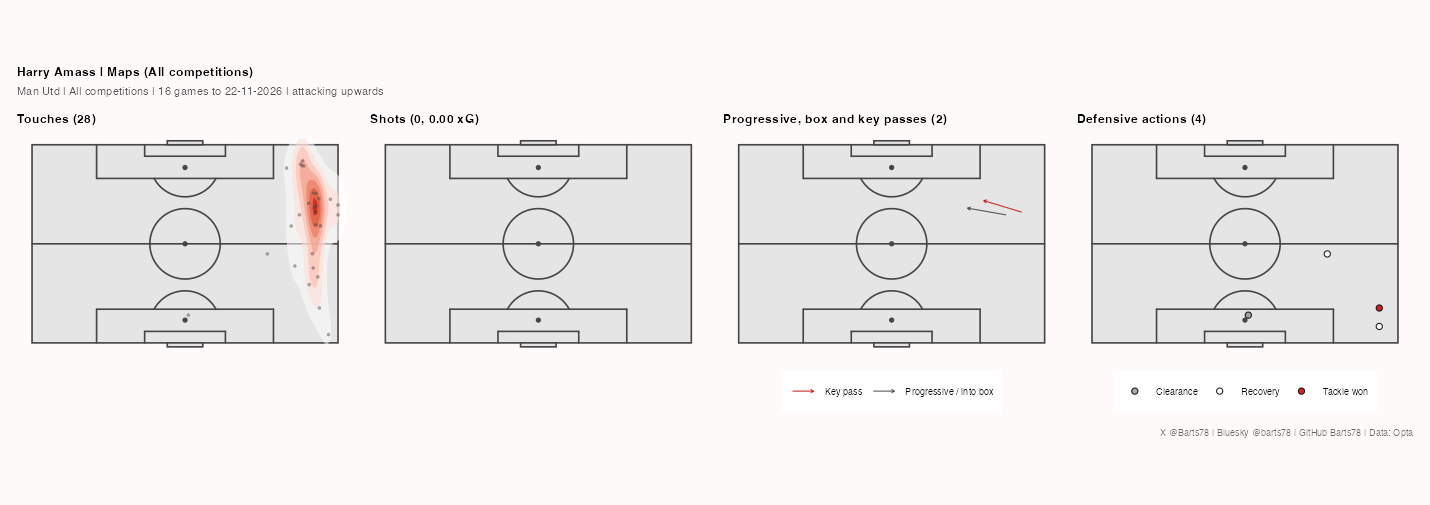 Harry Amass | Maps (All competitions)
Man Utd | All competitions | 16 games to 22-11-2026 | attacking upwards
Touches (28)
Shots (0, 0.00 xG)
Progressive, box and key passes (2)
Defensive actions (4)
Key pass
Progressive / into box
Clearance
Recovery
Tackle won
X @Barts78 | Bluesky @barts78 | GitHub Barts78 | Data: Opta